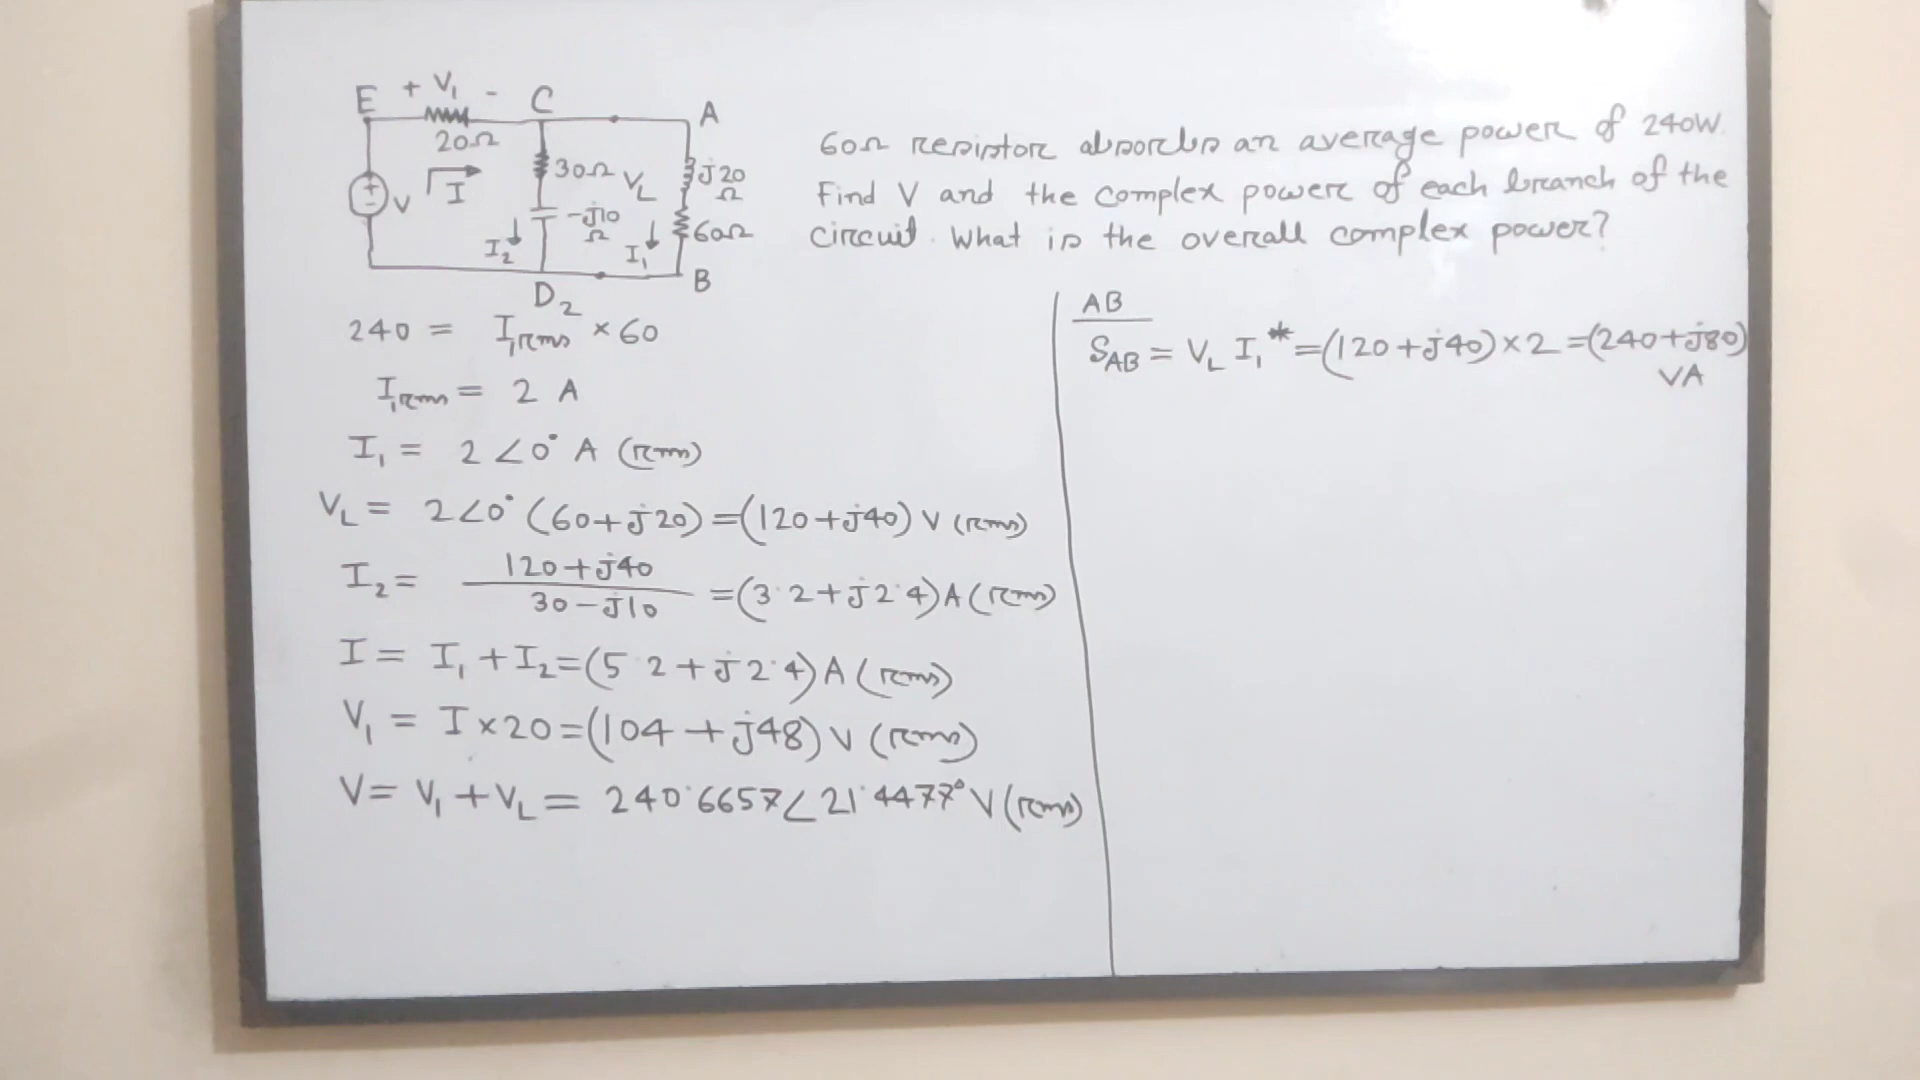 E + V₁ - C A
20Ω
30Ω V_L j20 Ω
V I
-j10 Ω 60Ω
I₂ I₁
D B
60Ω resistor absorbs an average power of 240W.
Find V and the complex power of each branch of the
circuit. What is the overall complex power?
240 = I₁rms² × 60
I₁rms = 2 A
I₁ = 2∠0° A (rms)
V_L = 2∠0° (60+j20) = (120+j40) V (rms)
I₂ = (120+j40)/(30-j10) = (3.2+j2.4) A (rms)
I = I₁ + I₂ = (5.2+j2.4) A (rms)
V₁ = I×20 = (104+j48) V (rms)
V = V₁ + V_L = 240.6657∠21.4477° V (rms)
AB
S_AB = V_L I₁* = (120+j40)×2 = (240+j80)
VA